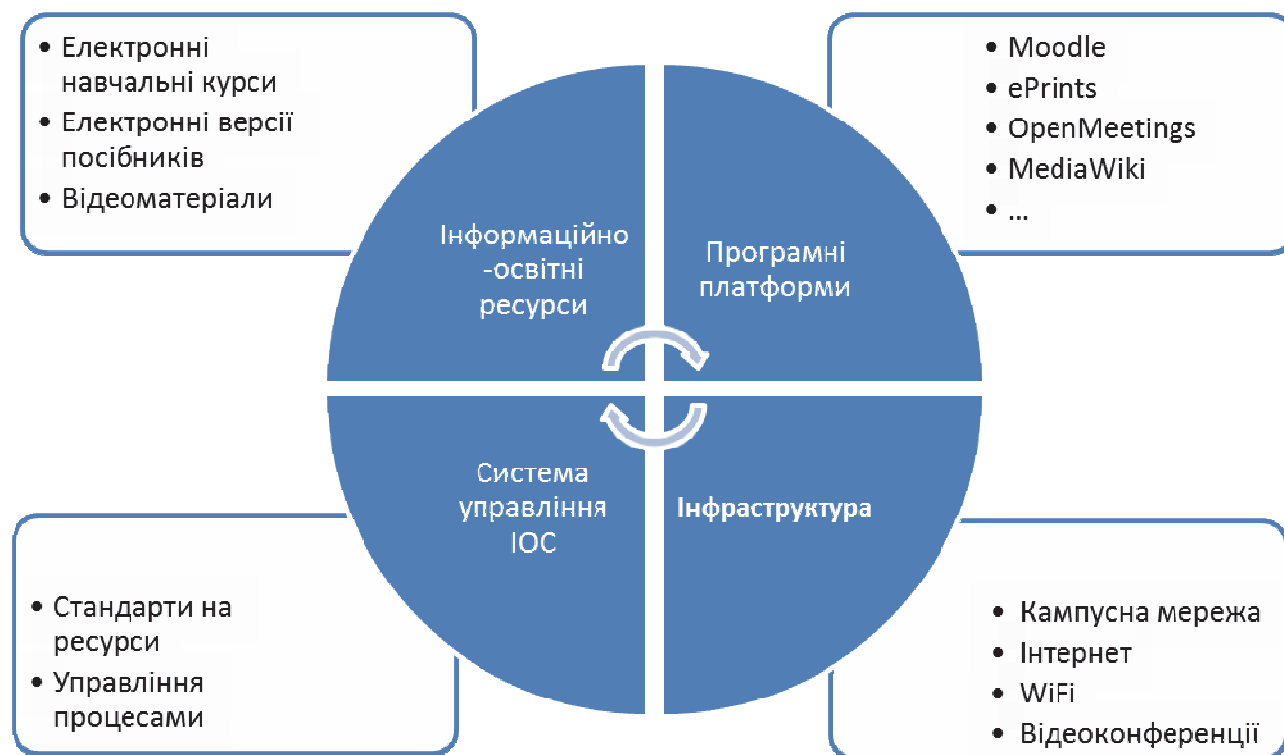 • Електронні
навчальні курси
• Електронні версії
посібників
• Відеоматеріали
• Moodle
• ePrints
• OpenMeetings
• MediaWiki
• ...
Інформаційно
-освітні
ресурси
Програмні
платформи
Система
управління
ІОС
Інфраструктура
• Стандарти на
ресурси
• Управління
процесами
• Кампусна мережа
• Інтернет
• WiFi
• Відеоконференції